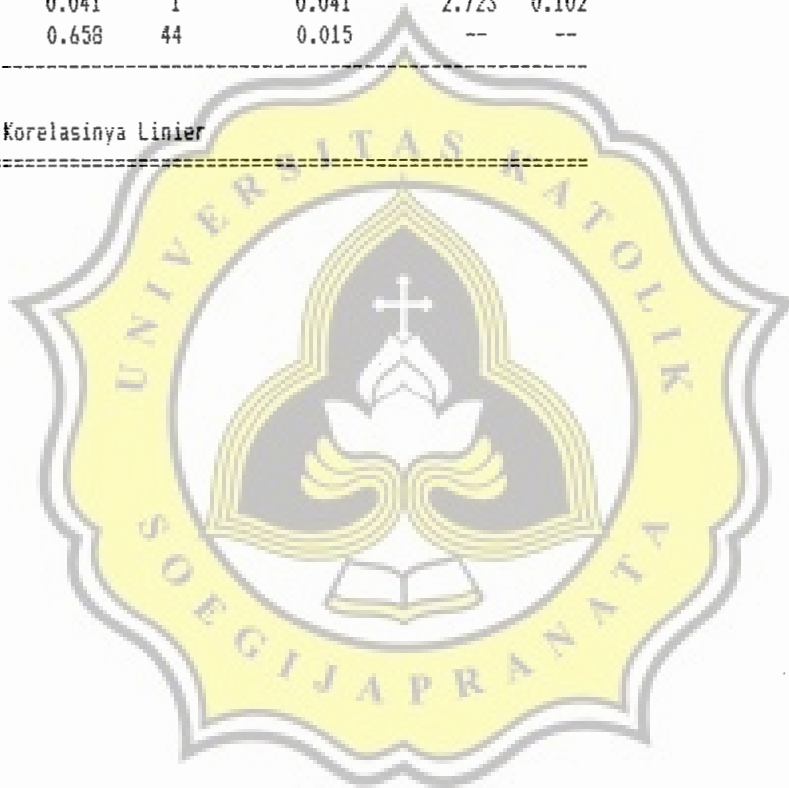 0.041 1 0.041 2.723 0.102
0.658 44 0.015 -- --
Korelasinya Linier
UNIVERSITAS KATOLIK
SOEGIJAPRANATA